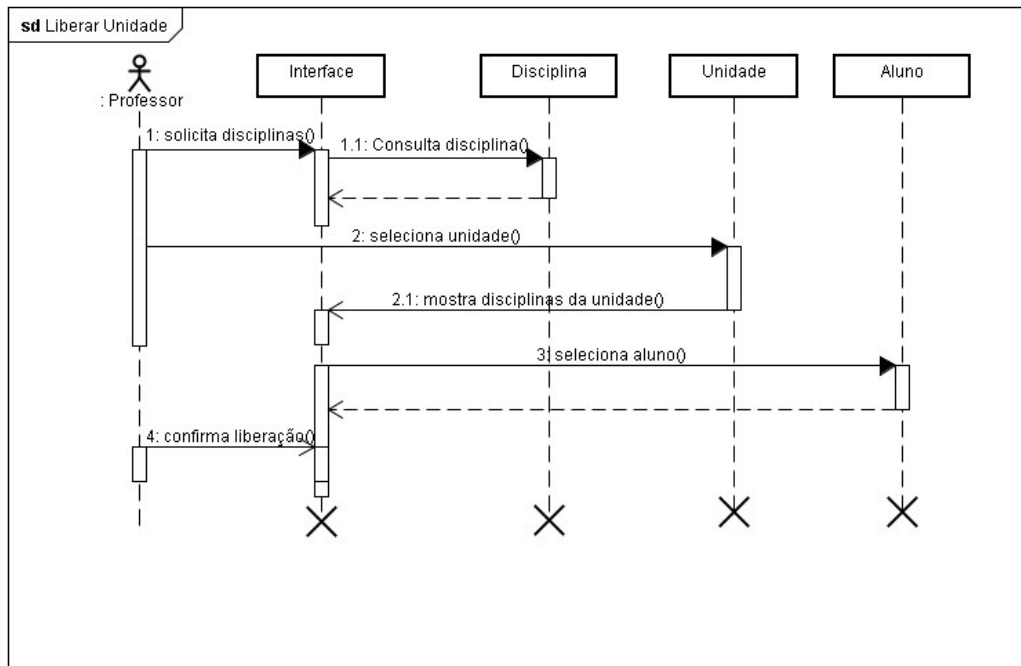 sd Liberar Unidade
Interface
Disciplina
Unidade
Aluno
: Professor
1: solicita disciplinas()
1.1: Consulta disciplina()
2: seleciona unidade()
2.1: mostra disciplinas da unidade()
3: seleciona aluno()
4: confirma liberação()